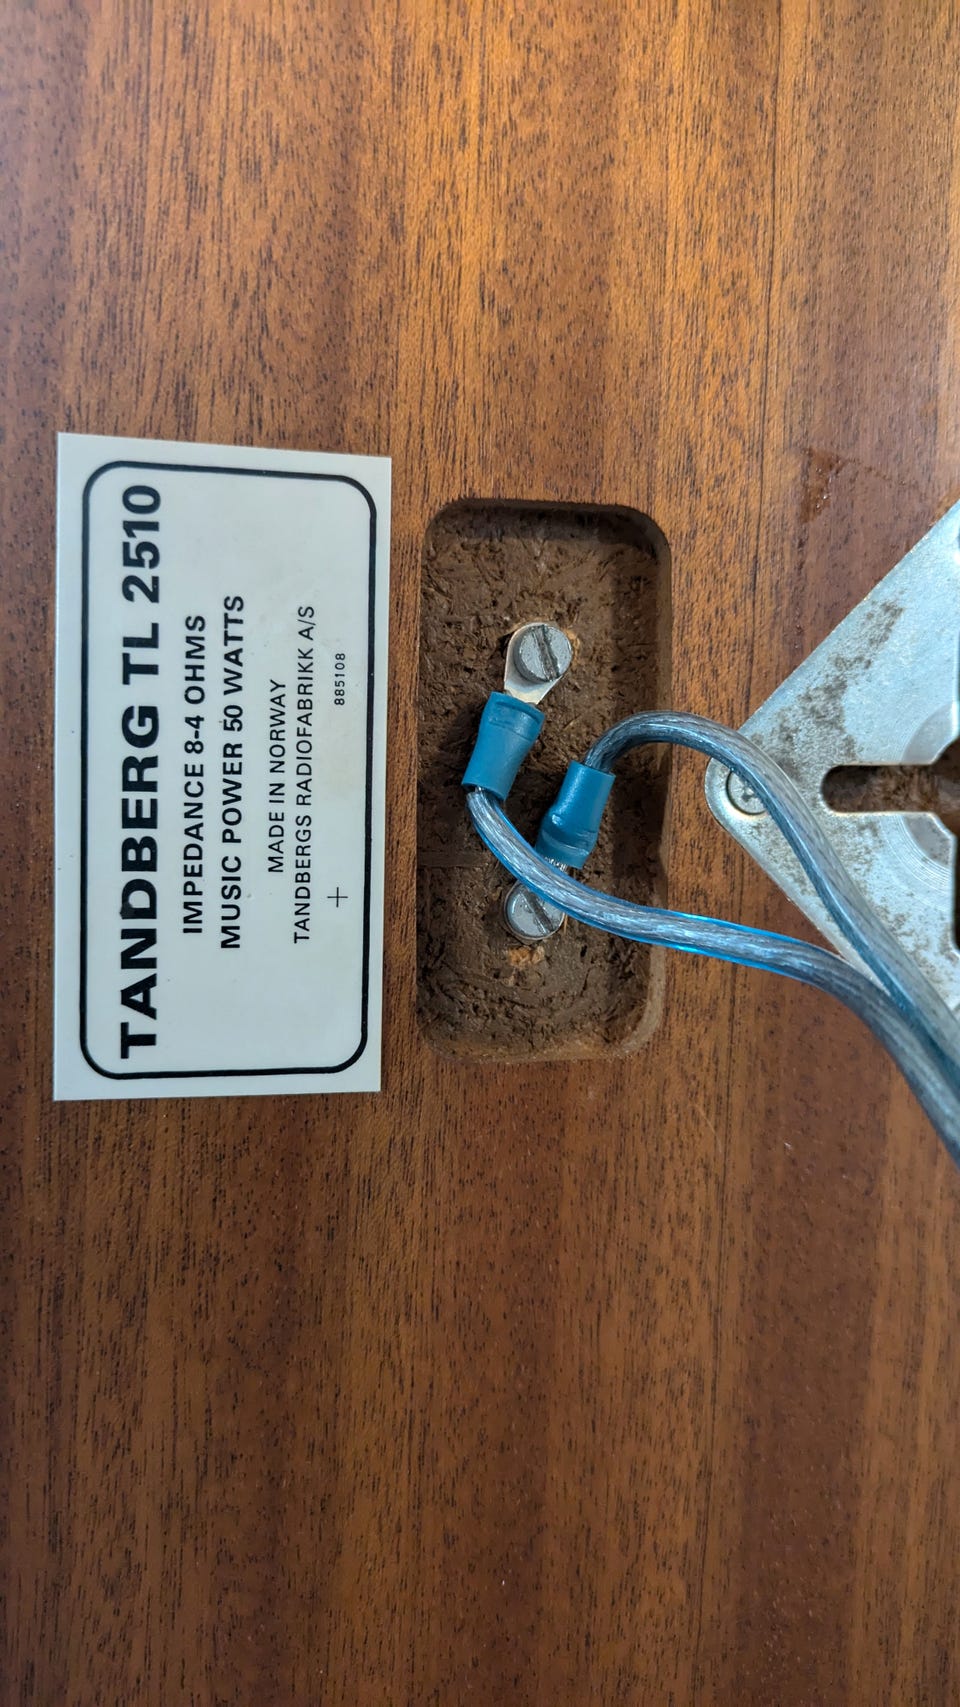 TANDBERG TL 2510
IMPEDANCE 8-4 OHMS
MUSIC POWER 50 WATTS
MADE IN NORWAY
TANDBERGS RADIOFABRIKK A/S
+ 885108